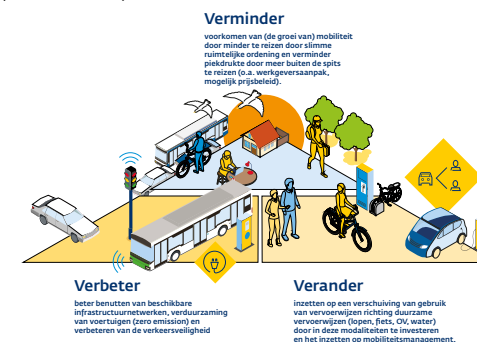 Verminder
voorkomen van (de groei van) mobiliteit
door minder te reizen door slimme
ruimtelijke ordening en verminder
piekdrukte door meer buiten de spits
te reizen (o.a. werkgeversaanpak,
mogelijk prijsbeleid).
Verbeter
beter benutten van beschikbare
infrastructuurnetwerken, verduurzaming
van voertuigen (zero emission) en
verbeteren van de verkeersveiligheid
Verander
inzetten op een verschuiving van gebruik
van vervoerwijzen richting duurzame
vervoerwijzen (lopen, fiets, OV, water)
door in deze modaliteiten te investeren
en het inzetten op mobiliteitsmanagement.